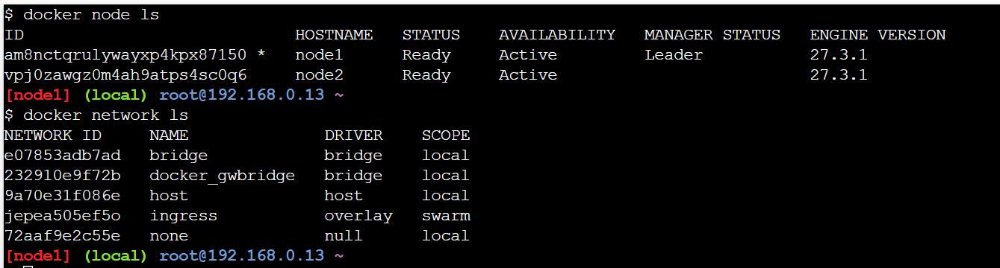 $ docker node ls
ID                            HOSTNAME   STATUS    AVAILABILITY   MANAGER STATUS   ENGINE VERSION
am8nctqrulywayxp4kpx87150 *   node1      Ready     Active         Leader           27.3.1
vpj0zawgz0m4ah9atps4sc0q6     node2      Ready     Active                          27.3.1
[node1] (local) root@192.168.0.13 ~
$ docker network ls
NETWORK ID     NAME              DRIVER    SCOPE
e07853adb7ad   bridge            bridge    local
232910e9f72b   docker_gwbridge   bridge    local
9a70e31f086e   host              host      local
jepea505ef5o   ingress           overlay   swarm
72aaf9e2c55e   none              null      local
[node1] (local) root@192.168.0.13 ~